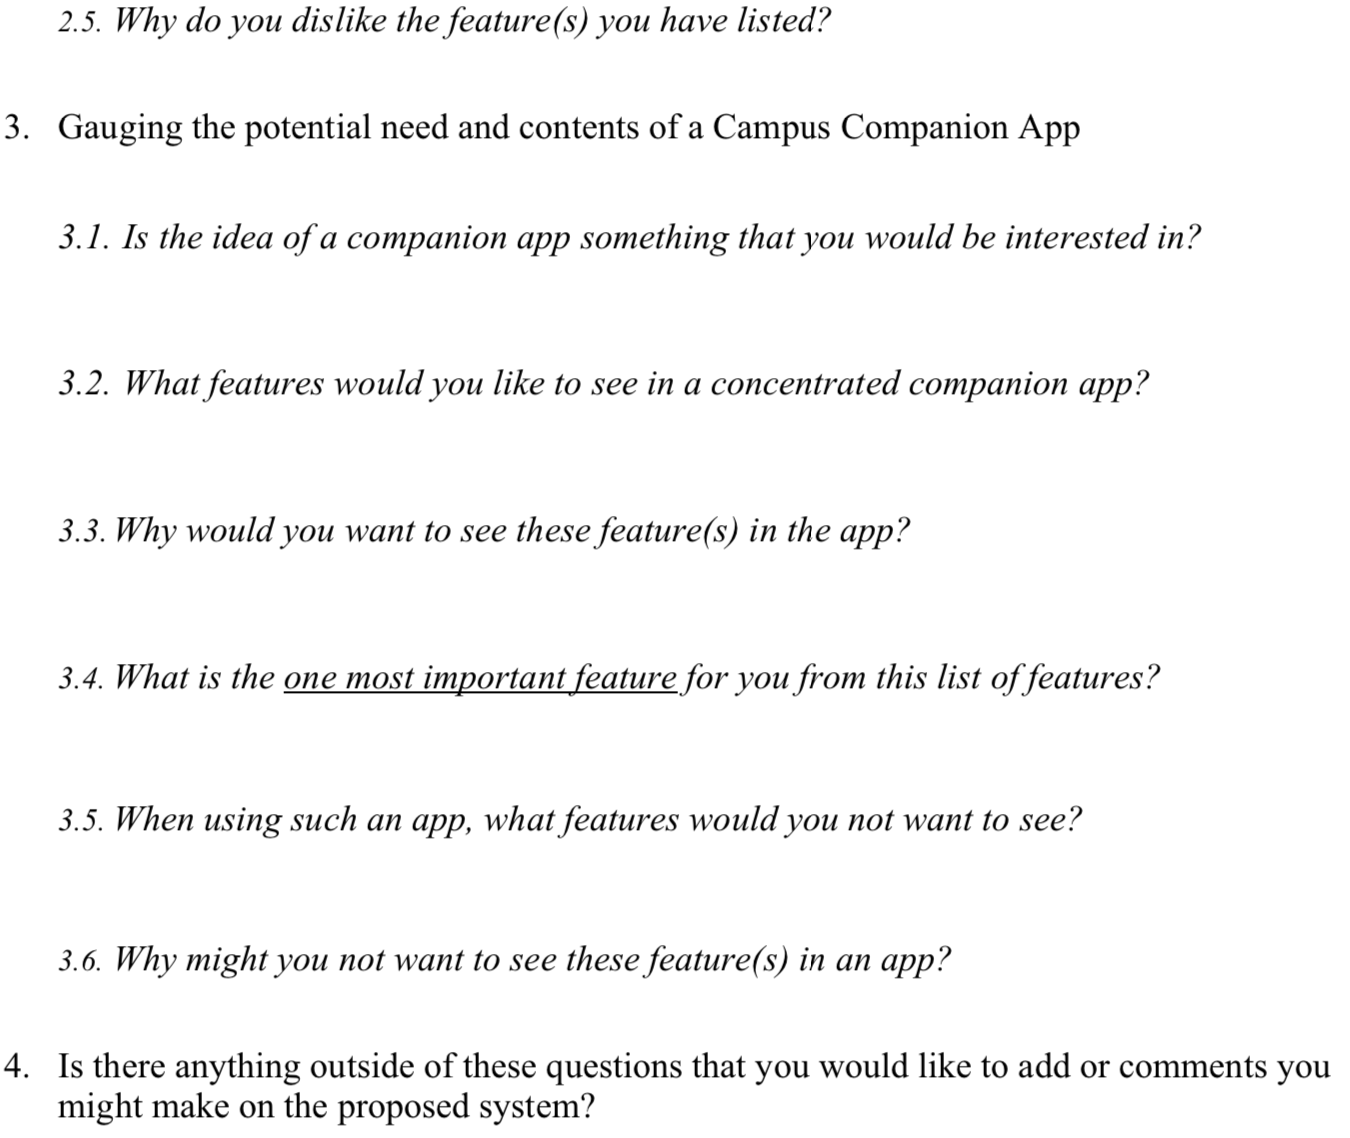 2.5. Why do you dislike the feature(s) you have listed?
3. Gauging the potential need and contents of a Campus Companion App
3.1. Is the idea of a companion app something that you would be interested in?
3.2. What features would you like to see in a concentrated companion app?
3.3. Why would you want to see these feature(s) in the app?
3.4. What is the one most important feature for you from this list of features?
3.5. When using such an app, what features would you not want to see?
3.6. Why might you not want to see these feature(s) in an app?
4. Is there anything outside of these questions that you would like to add or comments you
might make on the proposed system?